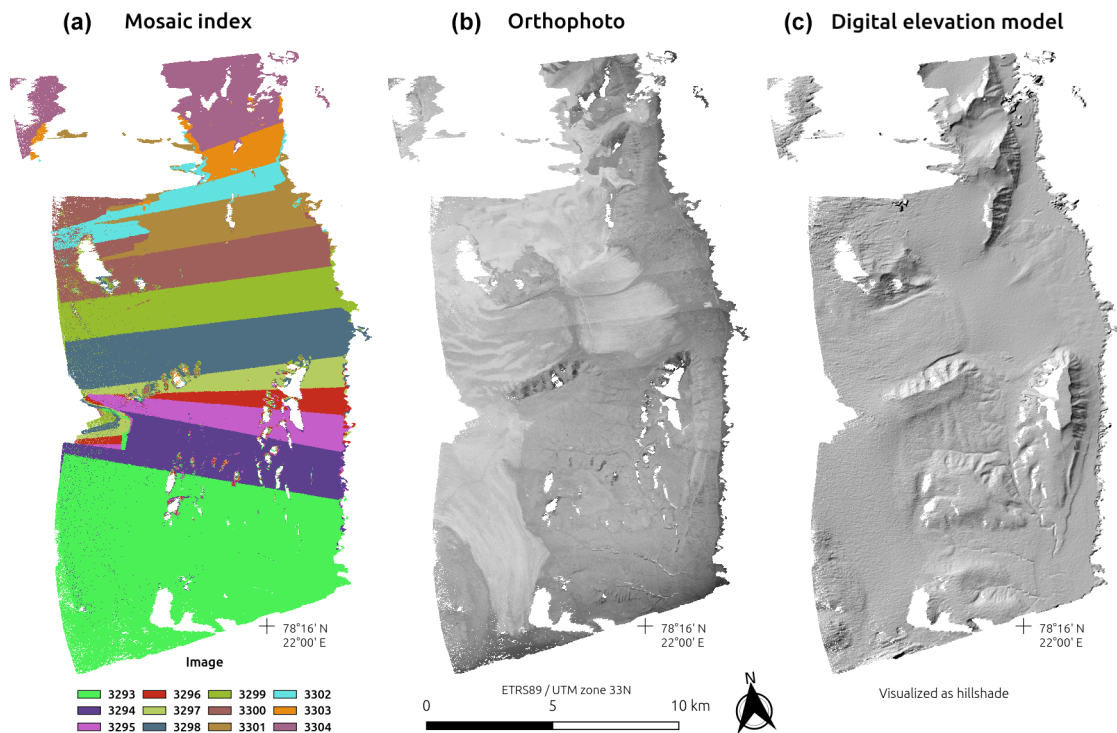 (a) Mosaic index
(b) Orthophoto
(c) Digital elevation model
78°16' N
22°00' E
78°16' N
22°00' E
78°16' N
22°00' E
Image
3293 3296 3299 3302
3294 3297 3300 3303
3295 3298 3301 3304
ETRS89 / UTM zone 33N
0 5 10 km
N
Visualized as hillshade